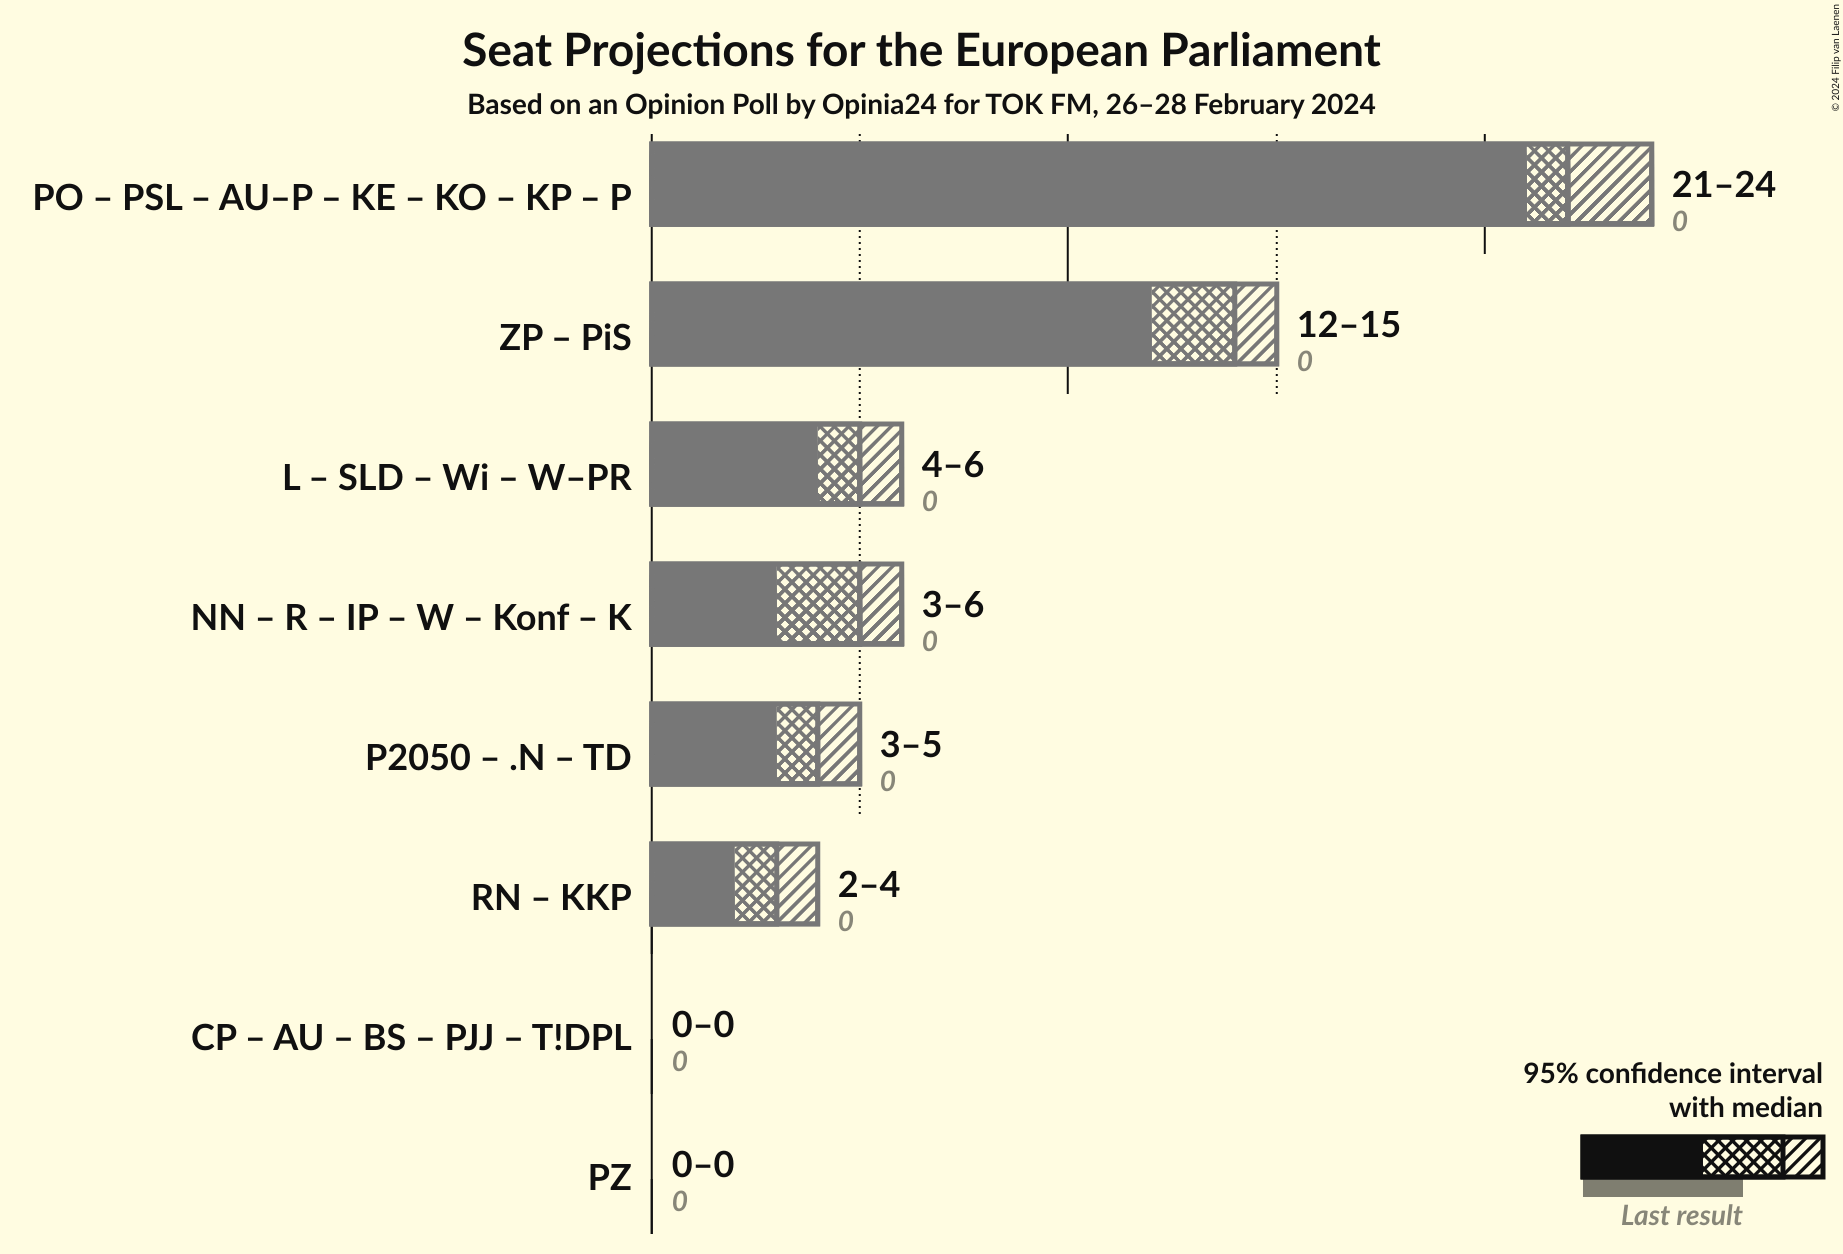 Seat Projections for the European Parliament
Based on an Opinion Poll by Opinia24 for TOK FM, 26–28 February 2024
© 2024 Filip van Laenen
PO – PSL – AU–P – KE – KO – KP – P
21–24
0
ZP – PiS
12–15
0
L – SLD – Wi – W–PR
4–6
0
NN – R – IP – W – Konf – K
3–6
0
P2050 – .N – TD
3–5
0
RN – KKP
2–4
0
CP – AU – BS – PJJ – T!DPL
0–0
0
PZ
0–0
0
95% confidence interval
with median
Last result